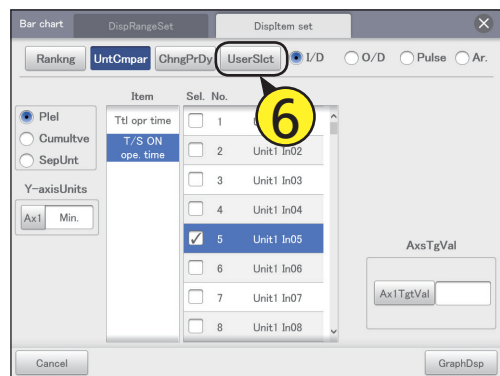 Bar chart DispRangeSet DispItem set
Rankng UntCmpar ChngPrDy UserSlct I/D O/D Pulse Ar.
6
Item Sel. No.
Plel Ttl opr time 1
Cumultve T/S ON
SepUnt ope. time 2 Unit1 In02
3 Unit1 In03
Y-axisUnits
Ax1 Min. 4 Unit1 In04
5 Unit1 In05
AxsTgVal
6 Unit1 In06
7 Unit1 In07
Ax1TgtVal
8 Unit1 In08
Cancel GraphDsp